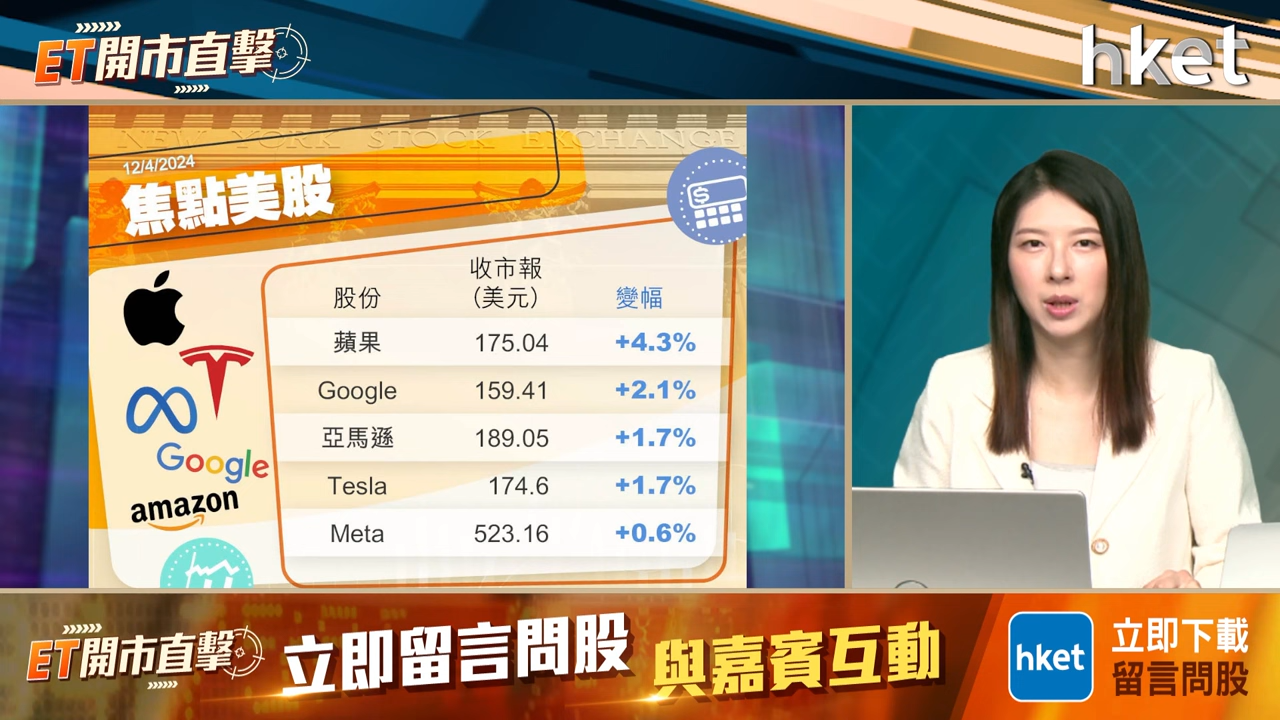 ET開市直擊
hket
NEW YORK STOCK EXCHANGE
12/4/2024
焦點美股
$
股份 收市報(美元) 變幅
蘋果 175.04 +4.3%
Google 159.41 +2.1%
亞馬遜 189.05 +1.7%
Tesla 174.6 +1.7%
Meta 523.16 +0.6%
Google
amazon
ET開市直擊
立即留言問股 與嘉賓互動
hket
立即下載
留言問股